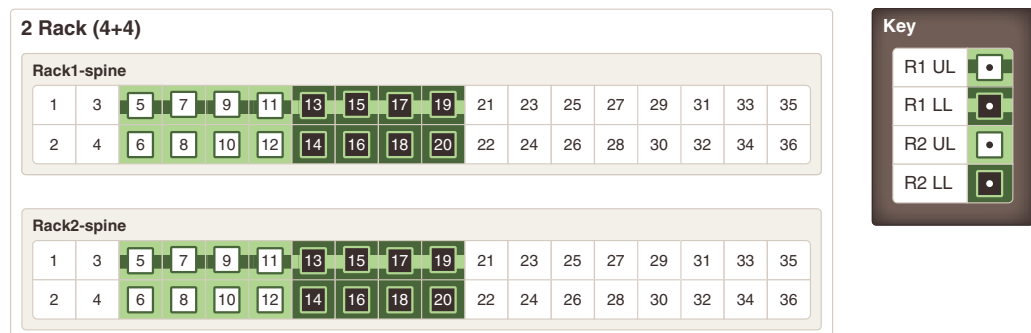 2 Rack (4+4)
Rack1-spine
1 3 5 7 9 11 13 15 17 19 21 23 25 27 29 31 33 35
2 4 6 8 10 12 14 16 18 20 22 24 26 28 30 32 34 36
Rack2-spine
1 3 5 7 9 11 13 15 17 19 21 23 25 27 29 31 33 35
2 4 6 8 10 12 14 16 18 20 22 24 26 28 30 32 34 36
Key
R1 UL
R1 LL
R2 UL
R2 LL